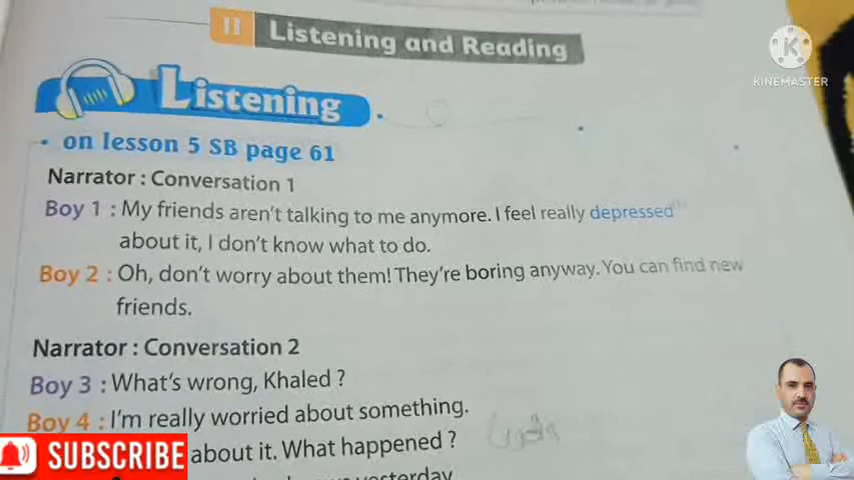 II Listening and Reading
KINEMASTER
Listening
• on lesson 5 SB page 61
Narrator : Conversation 1
Boy 1 : My friends aren't talking to me anymore. I feel really depressed(1)
about it, I don't know what to do.
Boy 2 : Oh, don't worry about them! They're boring anyway. You can find new
friends.
Narrator : Conversation 2
Boy 3 : What's wrong, Khaled ?
Boy 4 : I'm really worried about something.
about it. What happened ?
SUBSCRIBE
yesterday